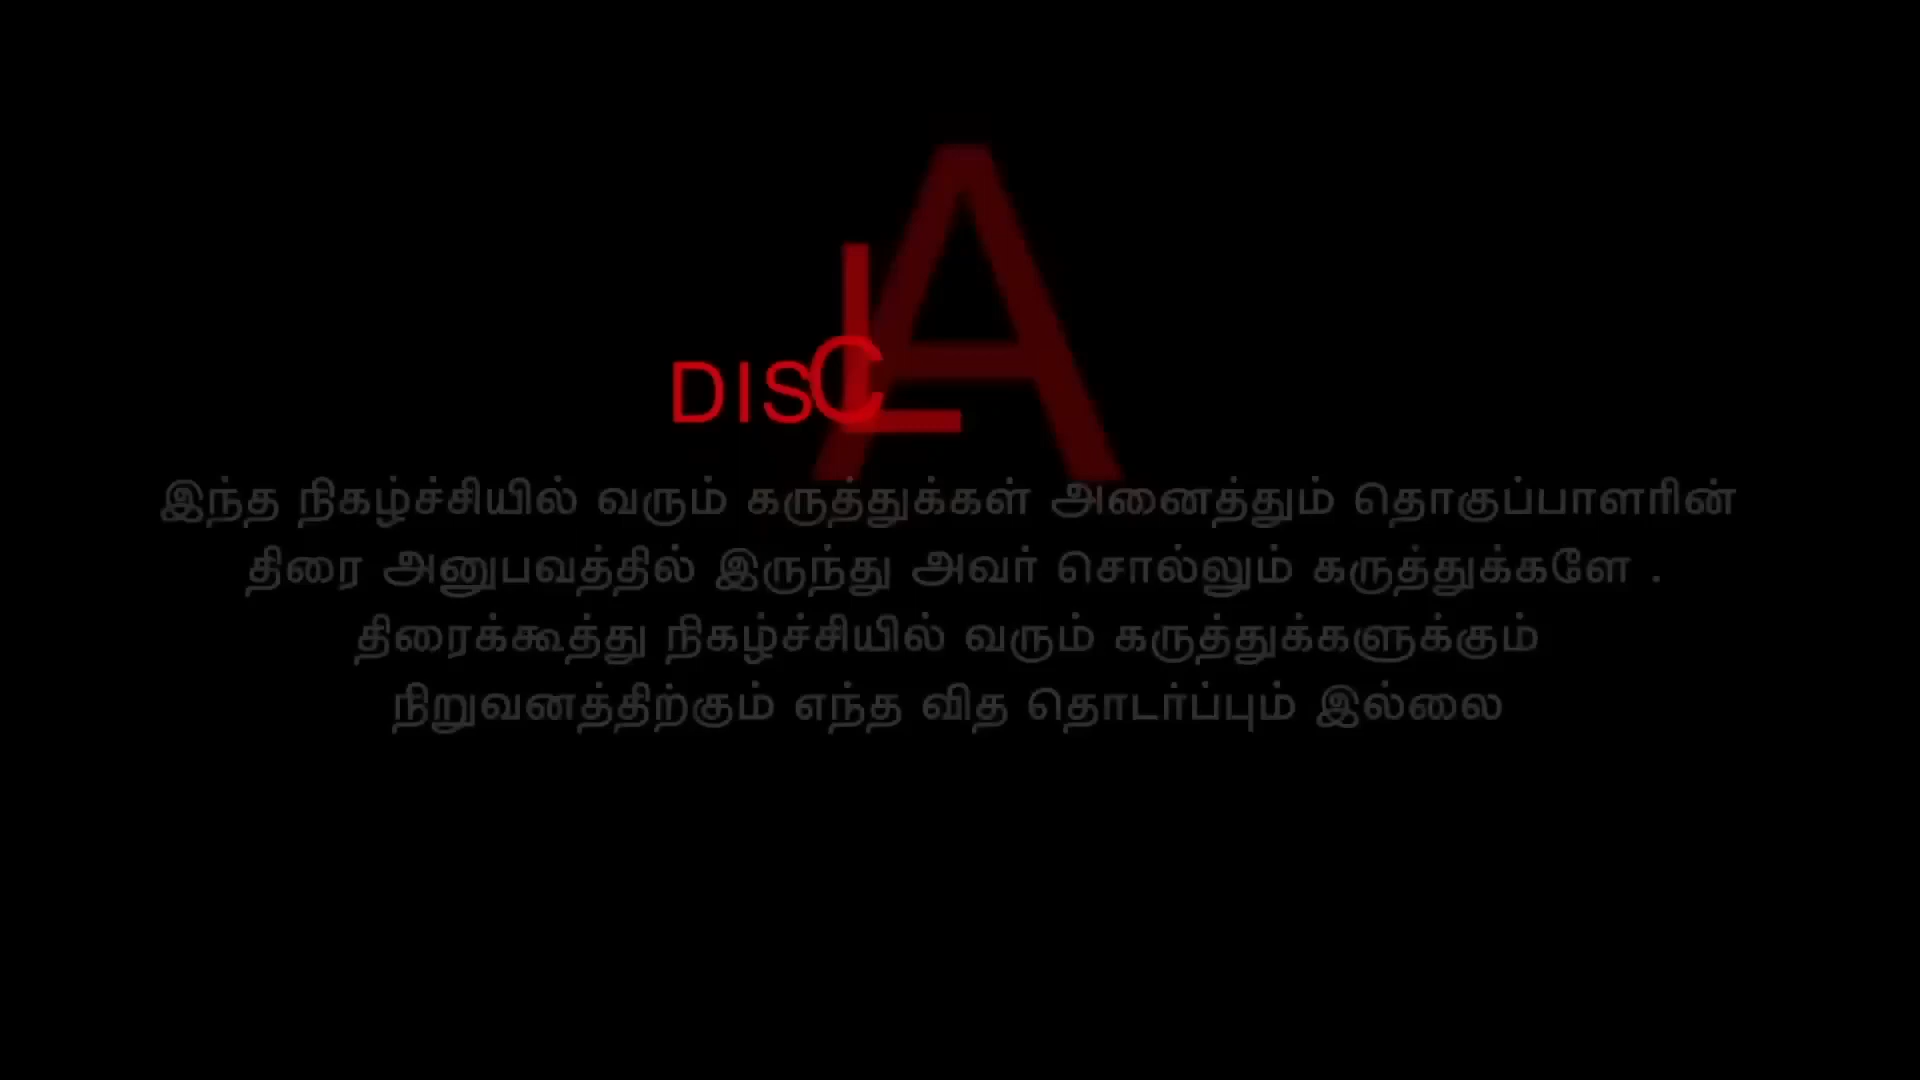 DISCLA
இந்த நிகழ்ச்சியில் வரும் கருத்துக்கள் அனைத்தும் தொகுப்பாளரின்
திரை அனுபவத்தில் இருந்து அவர் சொல்லும் கருத்துக்களே .
திரைக்கூத்து நிகழ்ச்சியில் வரும் கருத்துக்களுக்கும்
நிறுவனத்திற்கும் எந்த வித தொடர்ப்பும் இல்லை